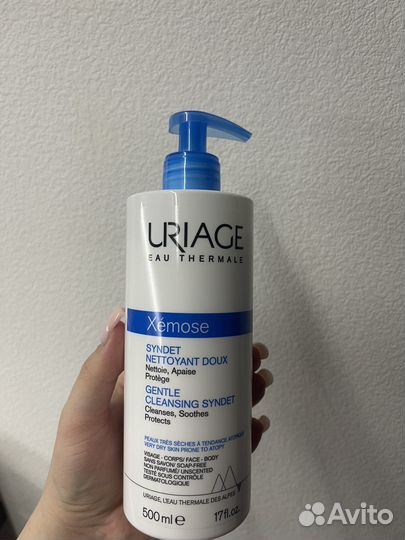 URIAGE
EAU THERMALE
Xémose
SYNDET
NETTOYANT DOUX
Nettoie, Apaise
Protège
GENTLE
CLEANSING SYNDET
Cleanses, Soothes
Protects
PEAUX TRÈS SÈCHES À TENDANCE ATOPIQUE
VERY DRY SKIN PRONE TO ATOPY
VISAGE - CORPS/ FACE - BODY
SANS SAVON/ SOAP-FREE
NON PARFUMÉ/ UNSCENTED
TESTÉ SOUS CONTRÔLE
DERMATOLOGIQUE
URIAGE, L'EAU THERMALE DES ALPES
500 ml e 17fl.oz.
Avito